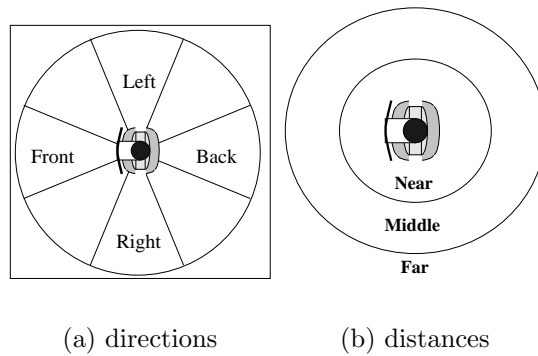 Left
Front
Back
Right
Near
Middle
Far
(a) directions
(b) distances